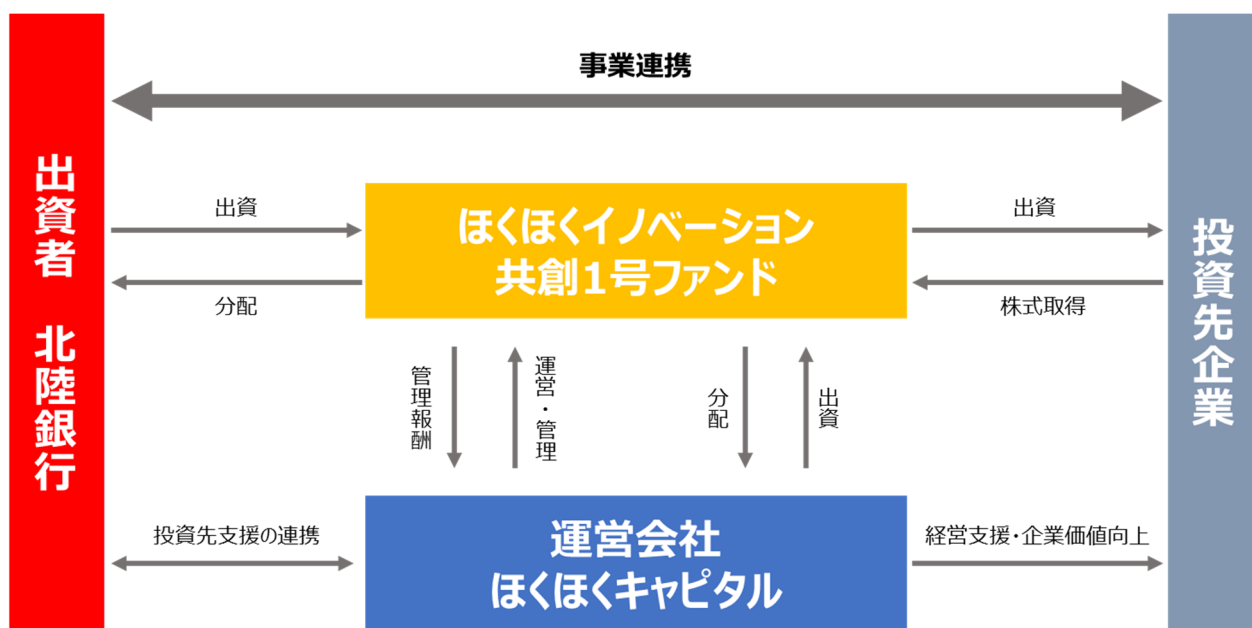 事業連携
出資者 北陸銀行
出資
分配
ほくほくイノベーション
共創1号ファンド
出資
株式取得
投資先企業
管理報酬
運営・管理
分配
出資
投資先支援の連携
運営会社
ほくほくキャピタル
経営支援・企業価値向上